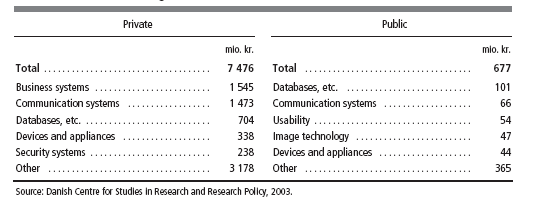 Private Public
mio. kr. mio. kr.
Total 7 476 Total 677
Business systems 1 545 Databases, etc. 101
Communication systems 1 473 Communication systems 66
Databases, etc. 704 Usability 54
Devices and appliances 338 Image technology 47
Security systems 238 Devices and appliances 44
Other 3 178 Other 365
Source: Danish Centre for Studies in Research and Research Policy, 2003.